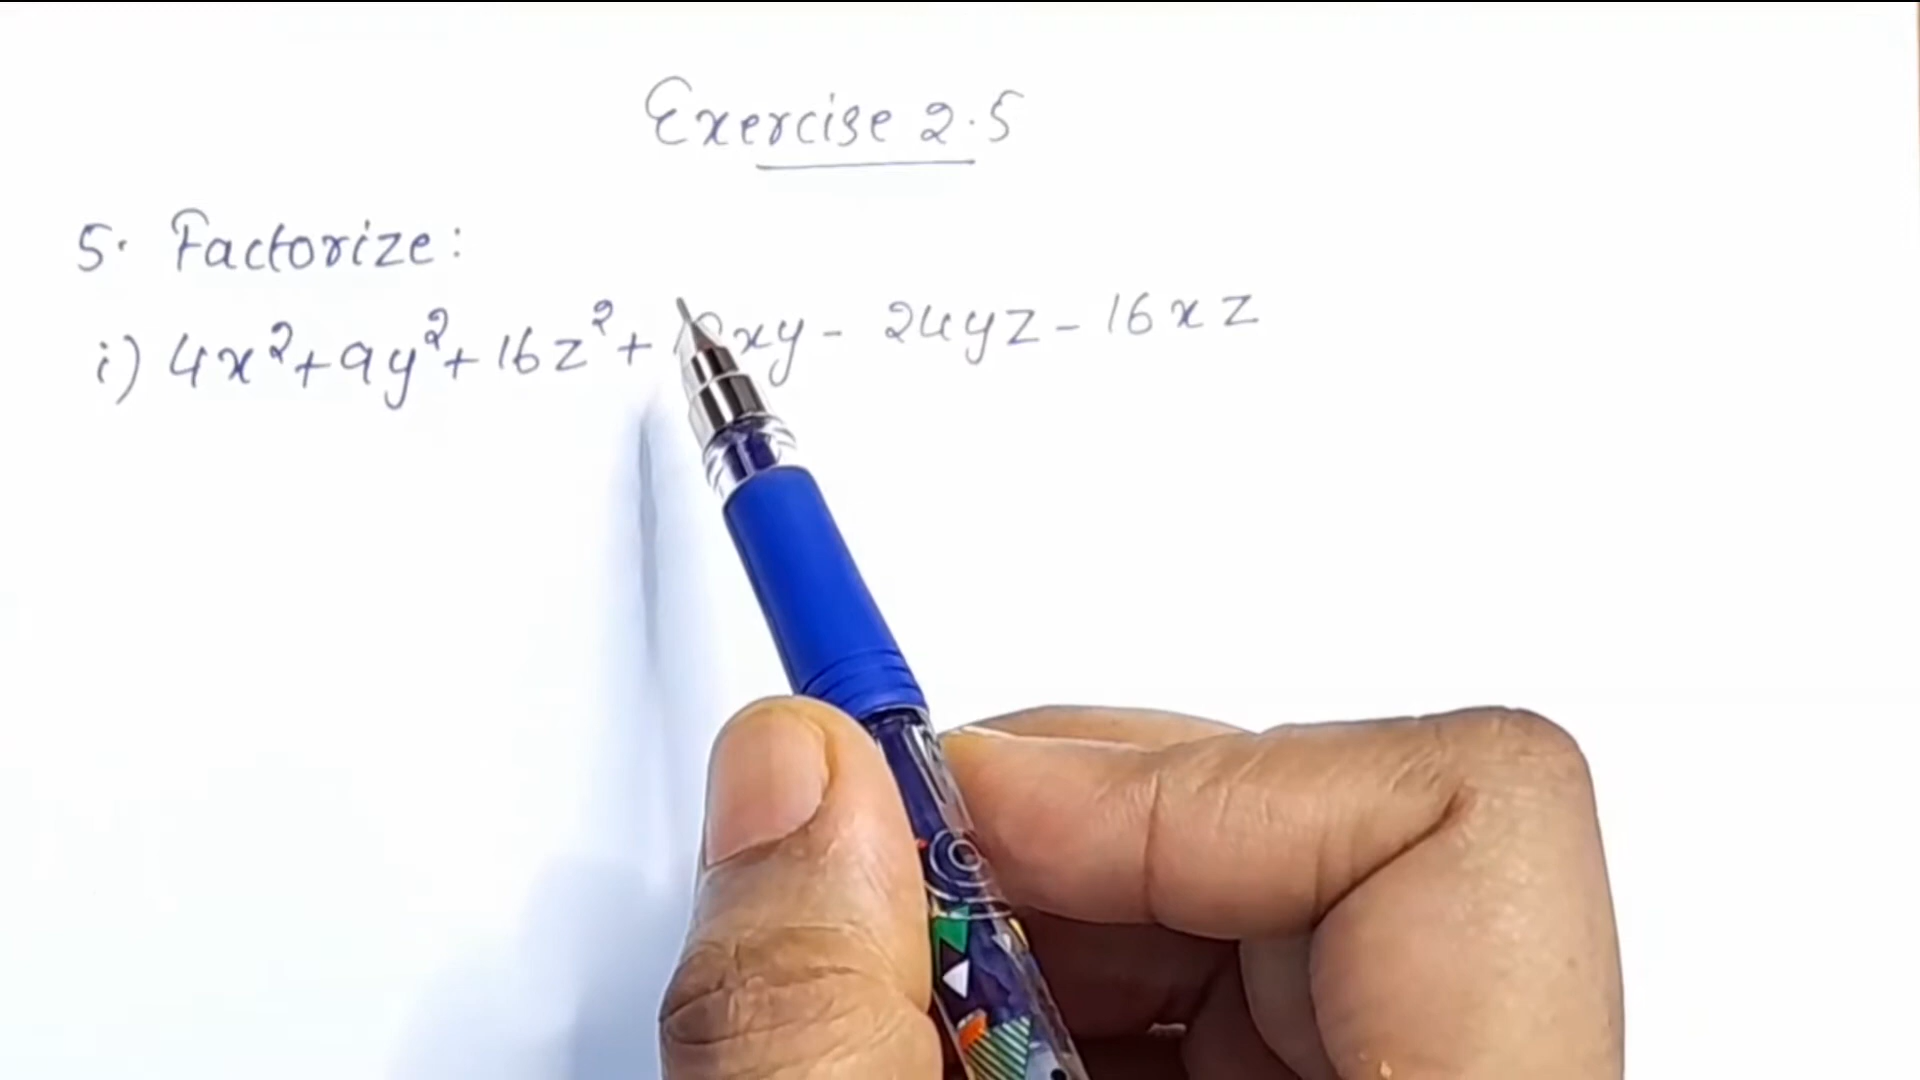 Exercise 2.5
5. Factorize:
i) 4x²+9y²+16z²+ xy - 24yz - 16xz